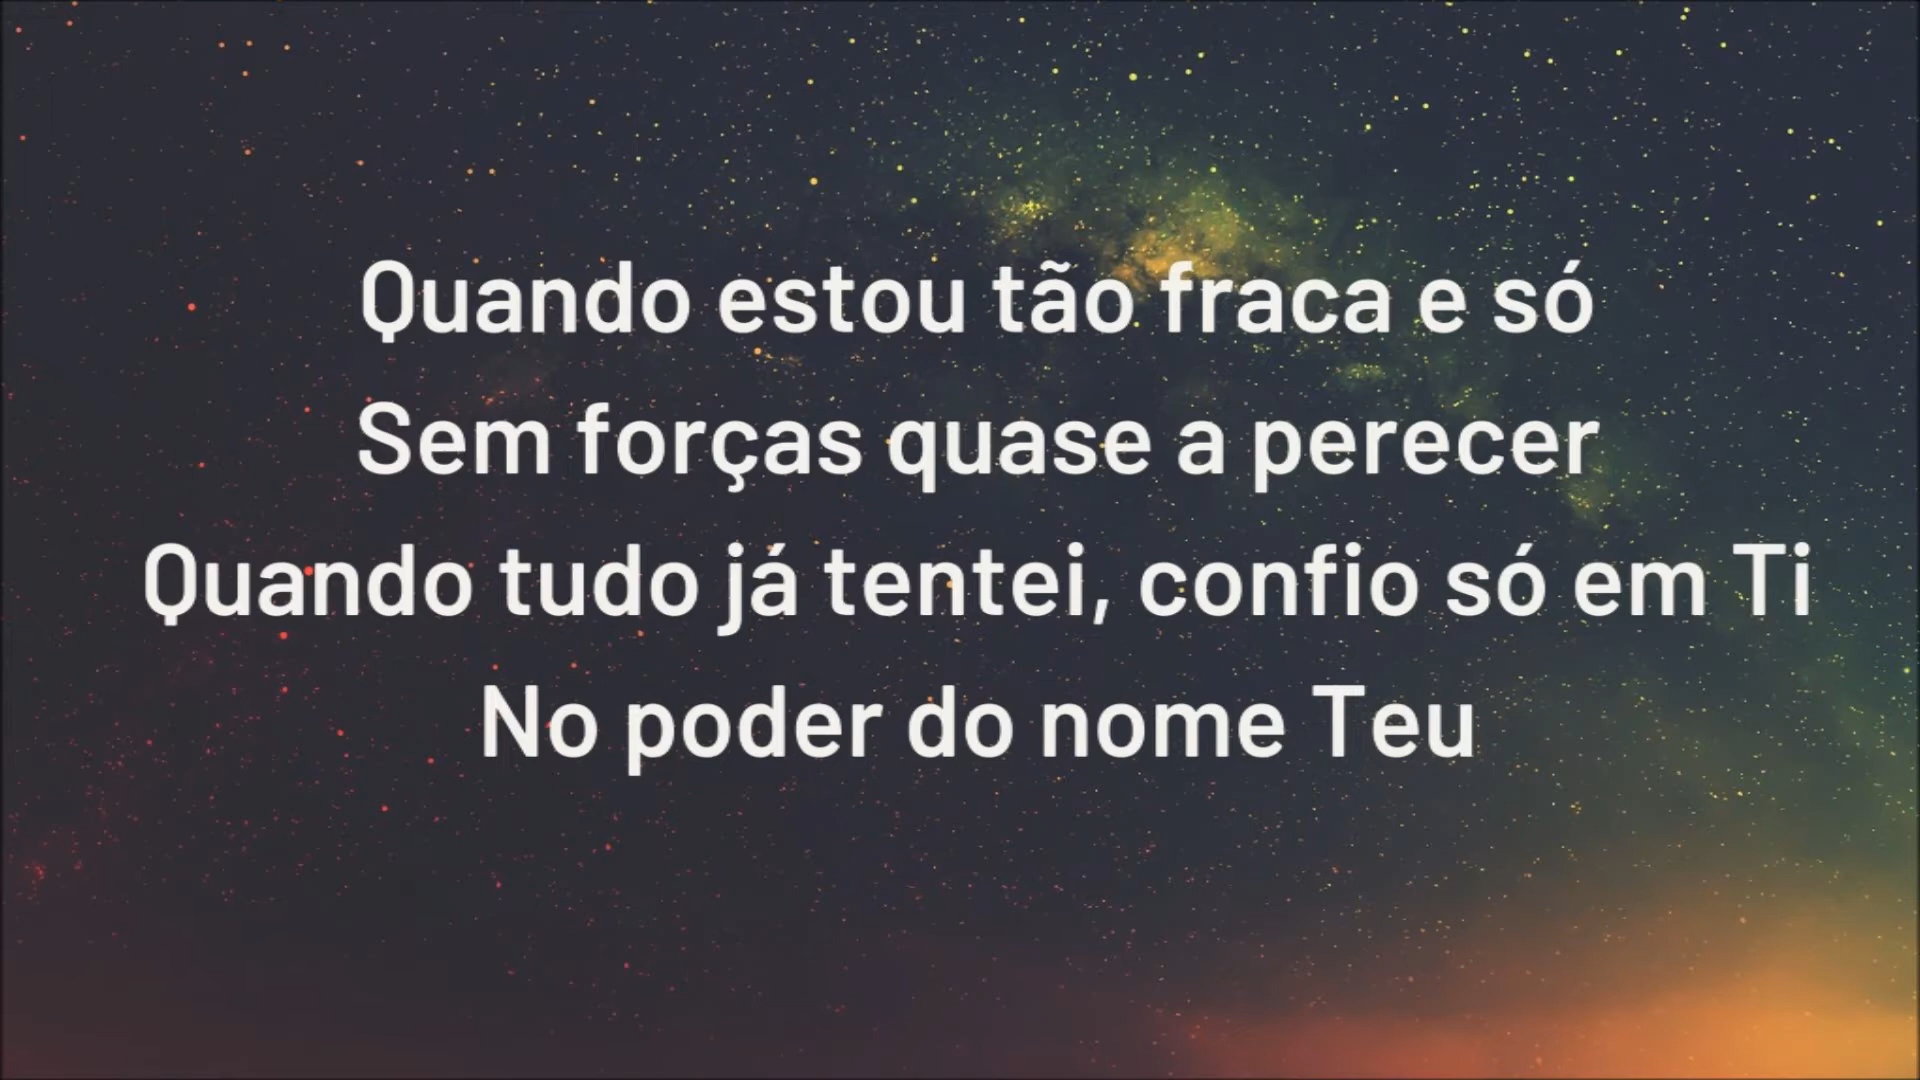 Quando estou tão fraca e só
Sem forças quase a perecer
Quando tudo já tentei, confio só em Ti
No poder do nome Teu